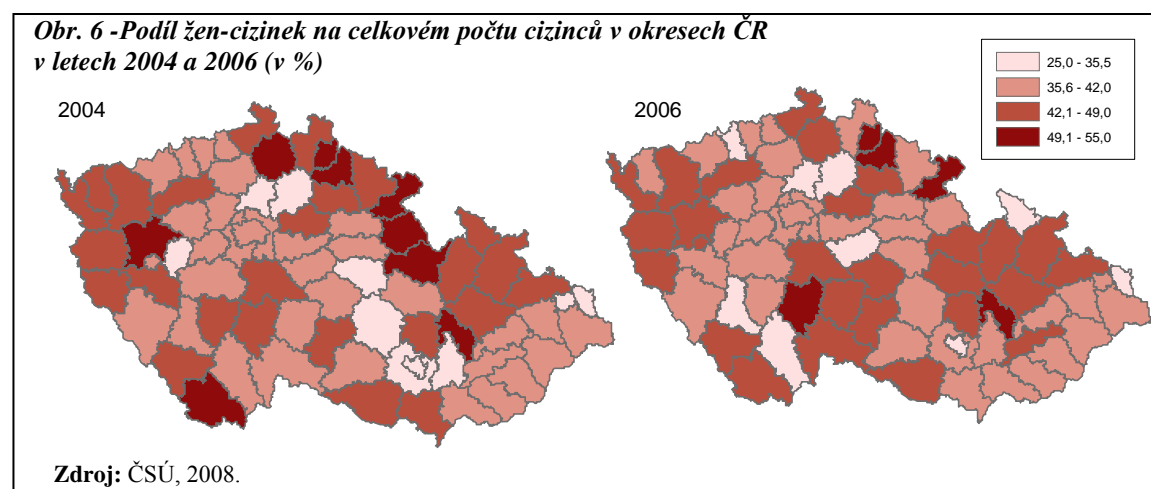 Obr. 6 -Podíl žen-cizinek na celkovém počtu cizinců v okresech ČR
v letech 2004 a 2006 (v %)
25,0 - 35,5
35,6 - 42,0
42,1 - 49,0
49,1 - 55,0
2004
2006
Zdroj: ČSÚ, 2008.